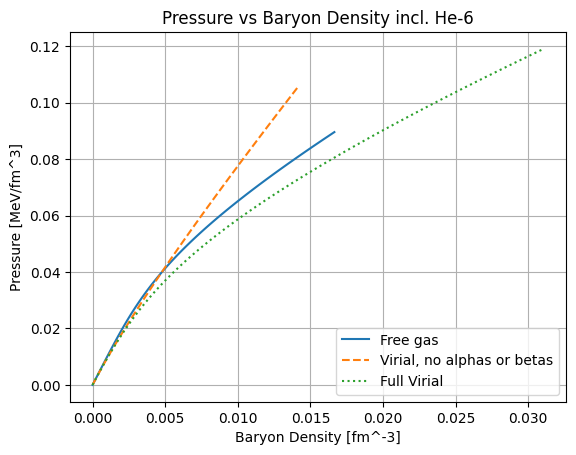 Pressure vs Baryon Density incl. He-6
Pressure [MeV/fm^3]
0.12
0.10
0.08
0.06
0.04
0.02
0.00
Free gas
Virial, no alphas or betas
Full Virial
0.000 0.005 0.010 0.015 0.020 0.025 0.030
Baryon Density [fm^-3]